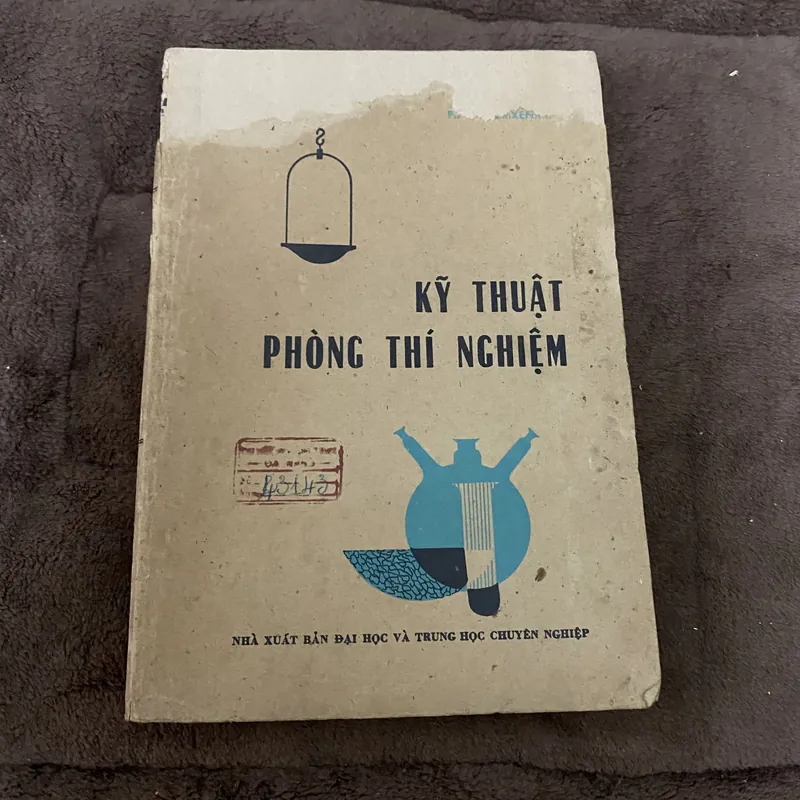 KỸ THUẬT
PHÒNG THÍ NGHIỆM
43143
NHÀ XUẤT BẢN ĐẠI HỌC VÀ TRUNG HỌC CHUYÊN NGHIỆP